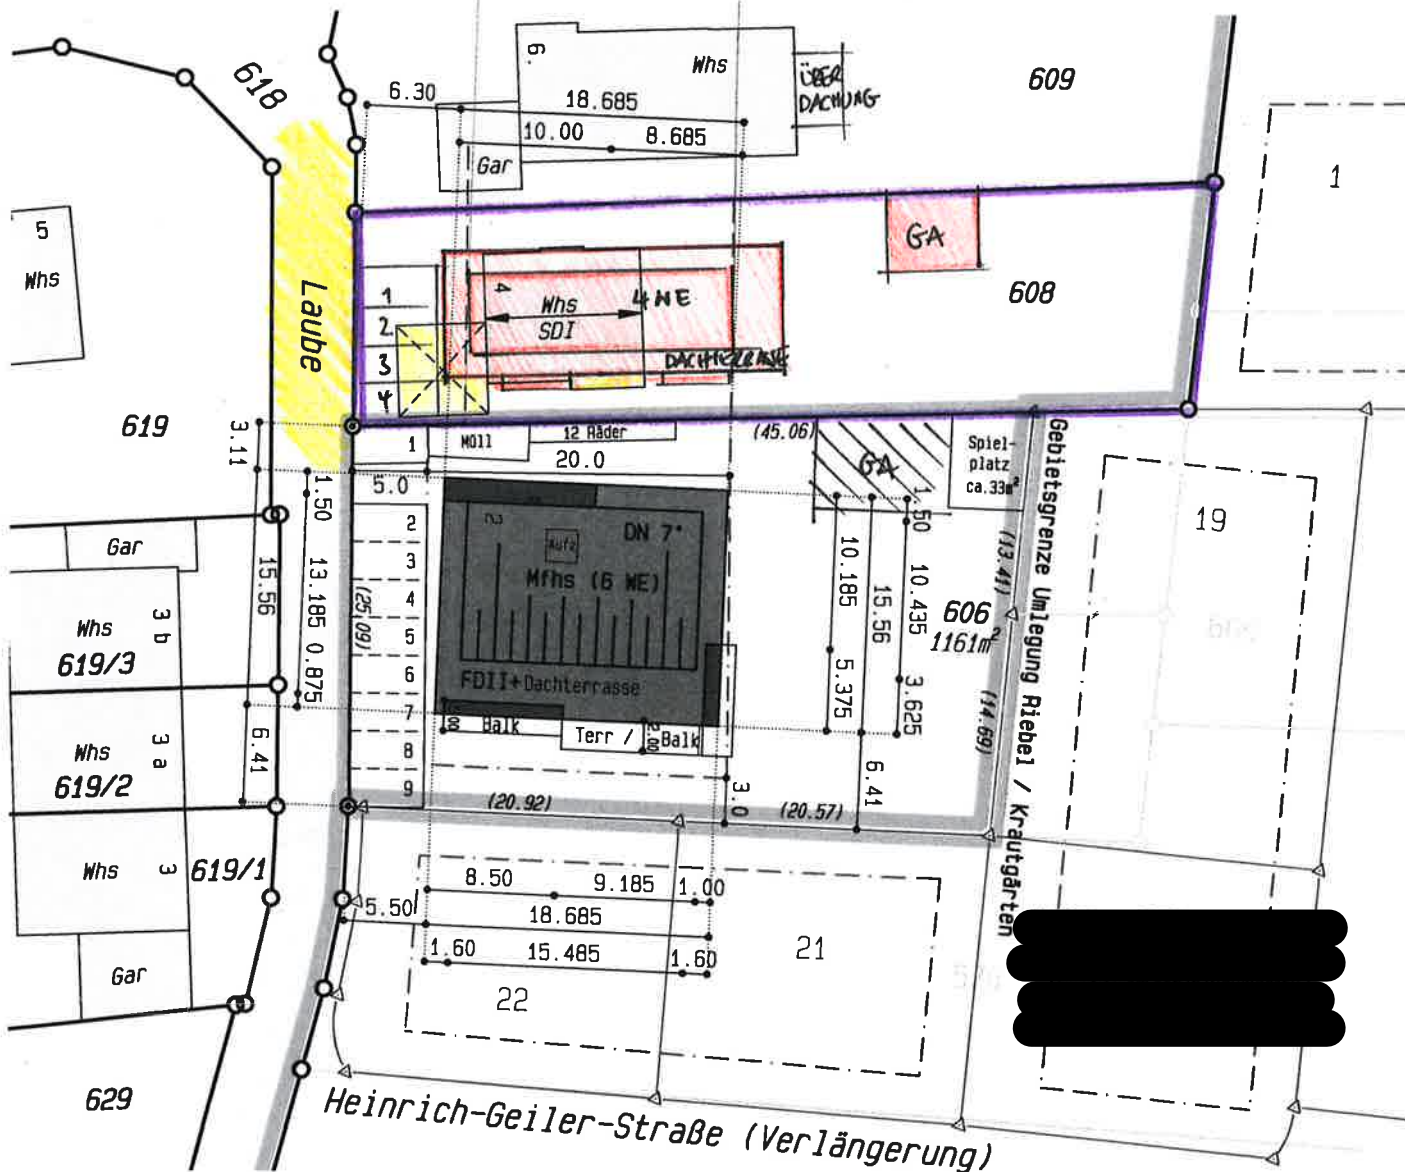 618
6.
Whs
ÜBER
DACHUNG
609
6.30
18.685
10.00
8.685
Gar
1
5
Whs
GA
608
Laube
1
2
3
4
4
Whs
SDI
4 WE
DACHTERRASSE
619
3.11
1
Müll
12 Räder
(45.06)
20.0
5.0
GA
Spiel-
platz
ca.33m²
Gebietsgrenze Umlegung Riebel / Krautgärten
19
1.50
1.50
Gar
15.56
13.185
0.875
(25.09)
2
3
4
5
6
7
8
9
2
Aufz
DN 7°
Mfhs (6 WE)
FDII+Dachterrasse
10.185
15.56
10.435
(13.41)
606
1161m²
5.375
3.625
(14.69)
Whs
3 b
619/3
Whs
3 a
619/2
6.41
Balk
Terr /
2.00
Balk
6.41
3.0
(20.92)
(20.57)
Whs
3
619/1
8.50
9.185
1.00
5.50
18.685
1.60
15.485
1.60
21
22
Gar
629
Heinrich-Geiler-Straße (Verlängerung)